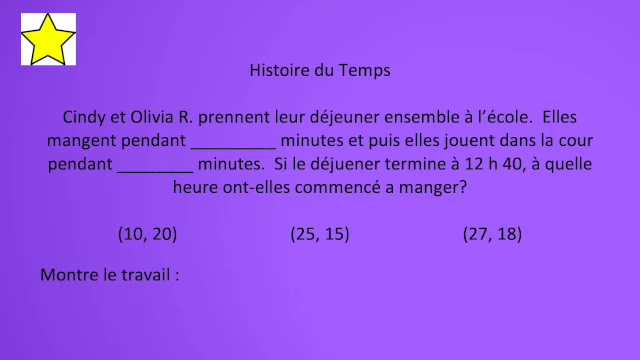 Histoire du Temps
Cindy et Olivia R. prennent leur déjeuner ensemble à l’école. Elles
mangent pendant _________ minutes et puis elles jouent dans la cour
pendant ________ minutes. Si le déjuener termine à 12 h 40, à quelle
heure ont-elles commencé a manger?
(10, 20) (25, 15) (27, 18)
Montre le travail :